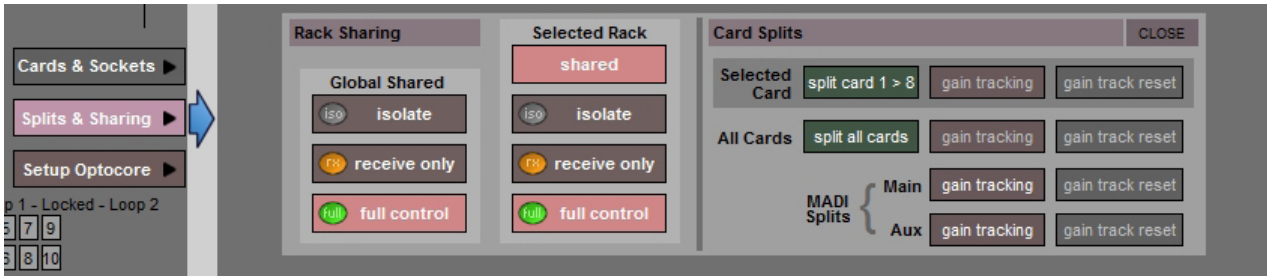 Cards & Sockets
Splits & Sharing
Setup Optocore
p 1 - Locked - Loop 2
5 7 9
6 8 10
Rack Sharing
Global Shared
iso isolate
rx receive only
full full control
Selected Rack
shared
iso isolate
rx receive only
full full control
Card Splits CLOSE
Selected Card split card 1 > 8 gain tracking gain track reset
All Cards split all cards gain tracking gain track reset
MADI Splits
Main gain tracking gain track reset
Aux gain tracking gain track reset